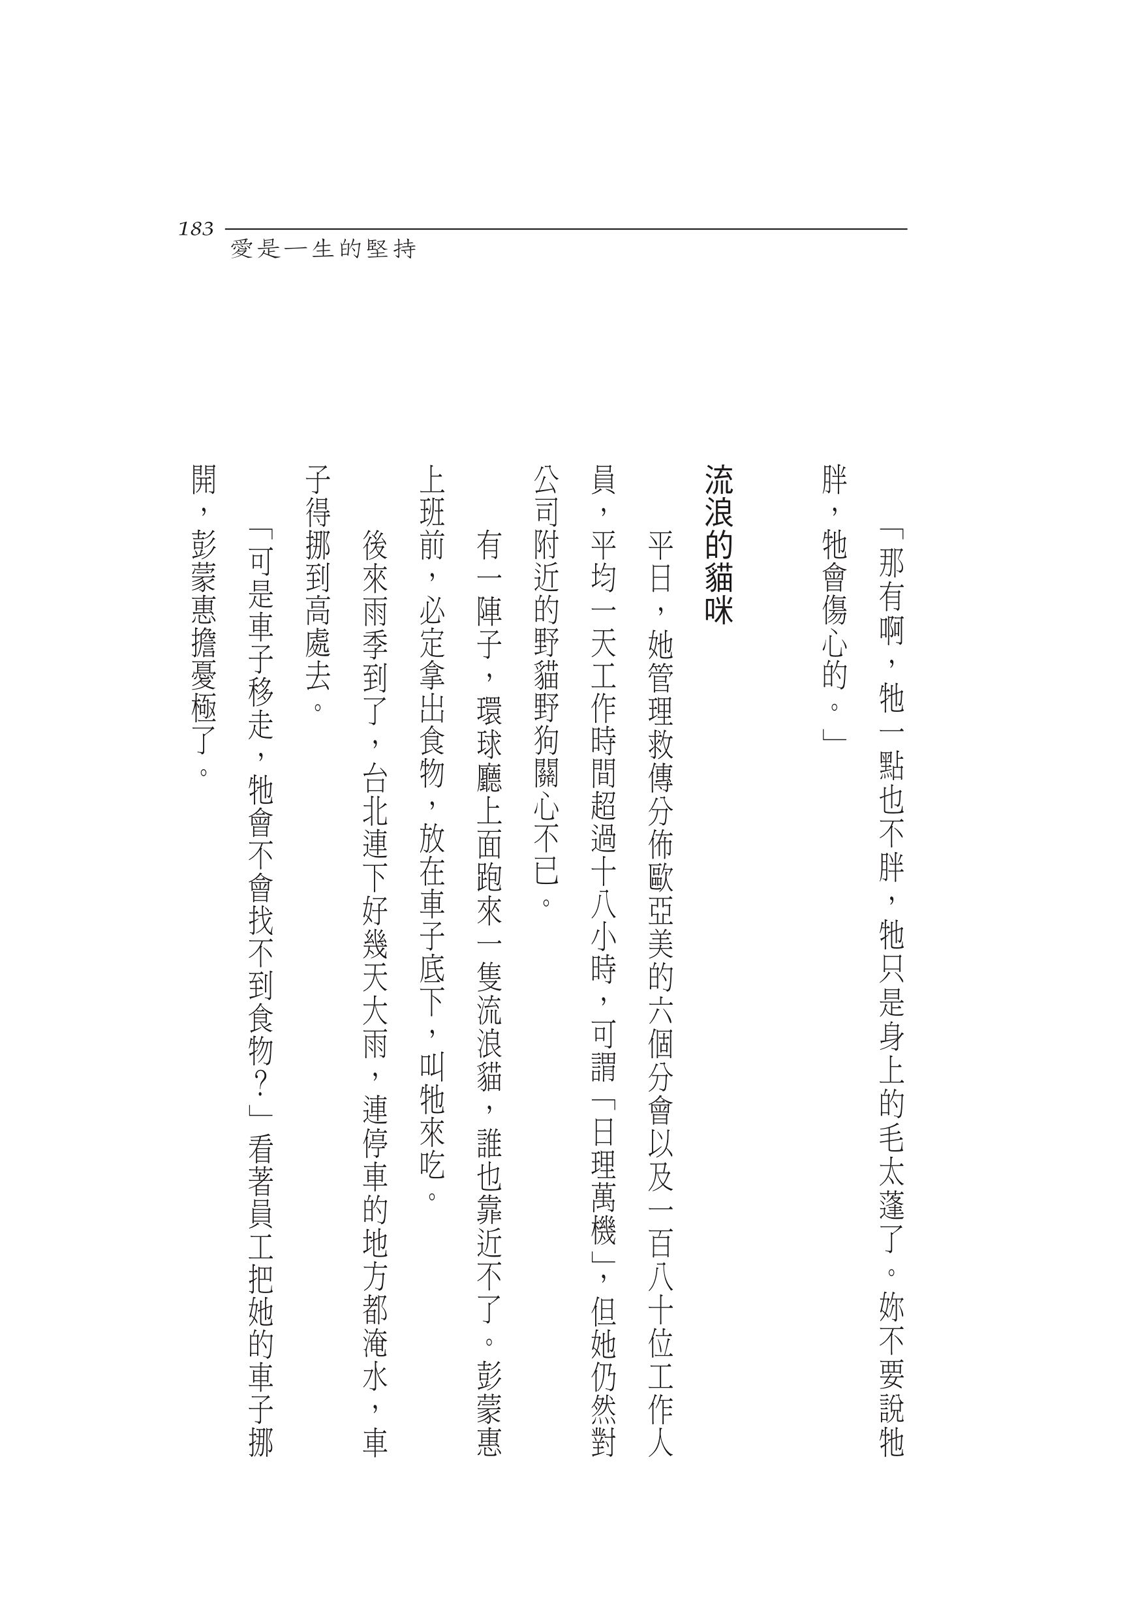 183
愛是一生的堅持
「那有啊，牠一點也不胖，牠只是身上的毛太蓬了。妳不要說牠
胖，牠會傷心的。」
流浪的貓咪
平日，她管理救傳分佈歐亞美的六個分會以及一百八十位工作人
員，平均一天工作時間超過十八小時，可謂「日理萬機」，但她仍然對
公司附近的野貓野狗關心不已。
有一陣子，環球廳上面跑來一隻流浪貓，誰也靠近不了。彭蒙惠
上班前，必定拿出食物，放在車子底下，叫牠來吃。
後來雨季到了，台北連下好幾天大雨，連停車的地方都淹水，車
子得挪到高處去。
「可是車子移走，牠會不會找不到食物？」看著員工把她的車子挪
開，彭蒙惠擔憂極了。